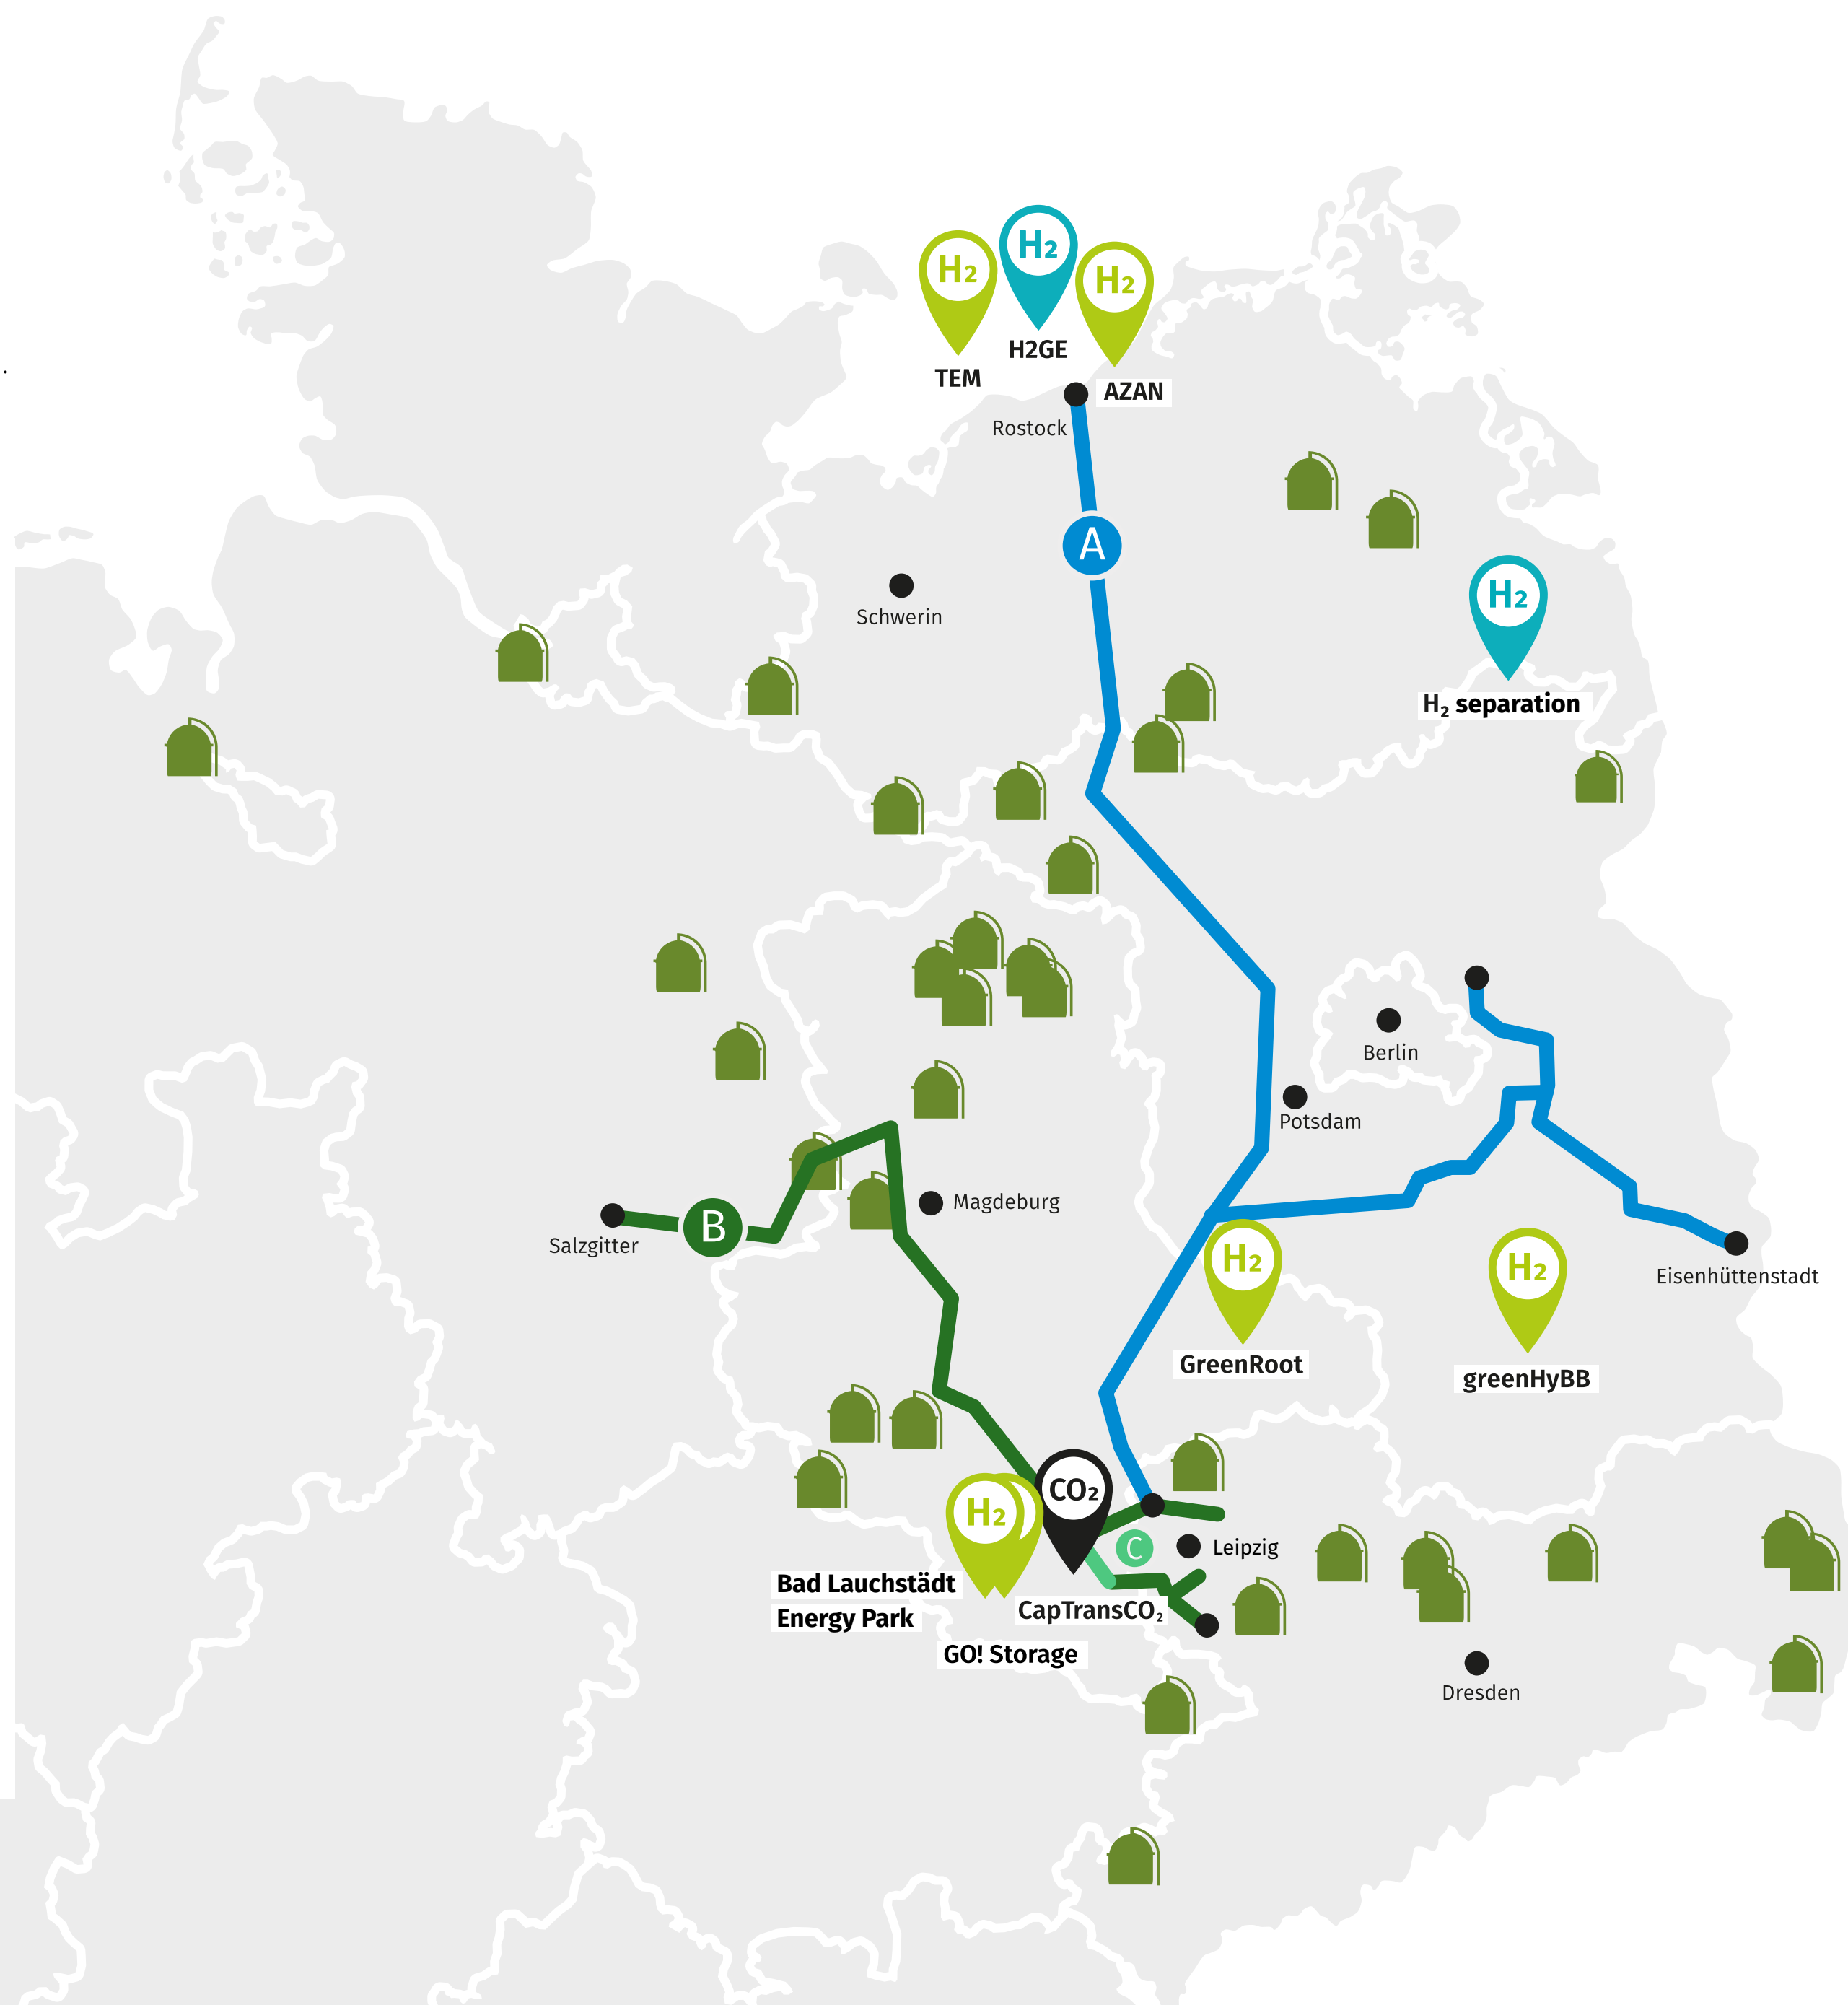 H₂
H₂
H₂
H2GE
TEM
AZAN
Rostock
A
H₂
Schwerin
H₂ separation
Berlin
Potsdam
Magdeburg
B
Salzgitter
H₂
H₂
Eisenhüttenstadt
GreenRoot
greenHyBB
CO₂
H₂
C
Leipzig
Bad Lauchstädt
Energy Park
CapTransCO₂
GO! Storage
Dresden